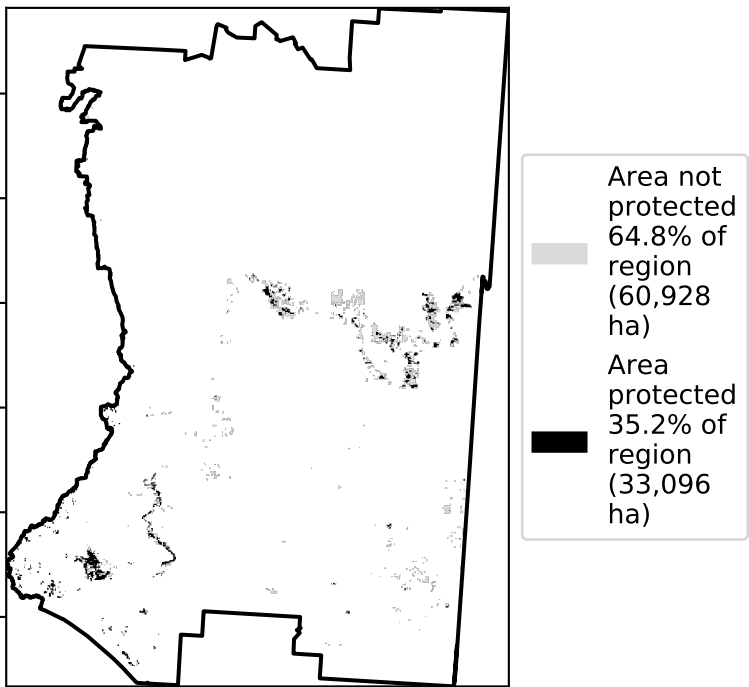 Area not
protected
64.8% of
region
(60,928
ha)
Area
protected
35.2% of
region
(33,096
ha)